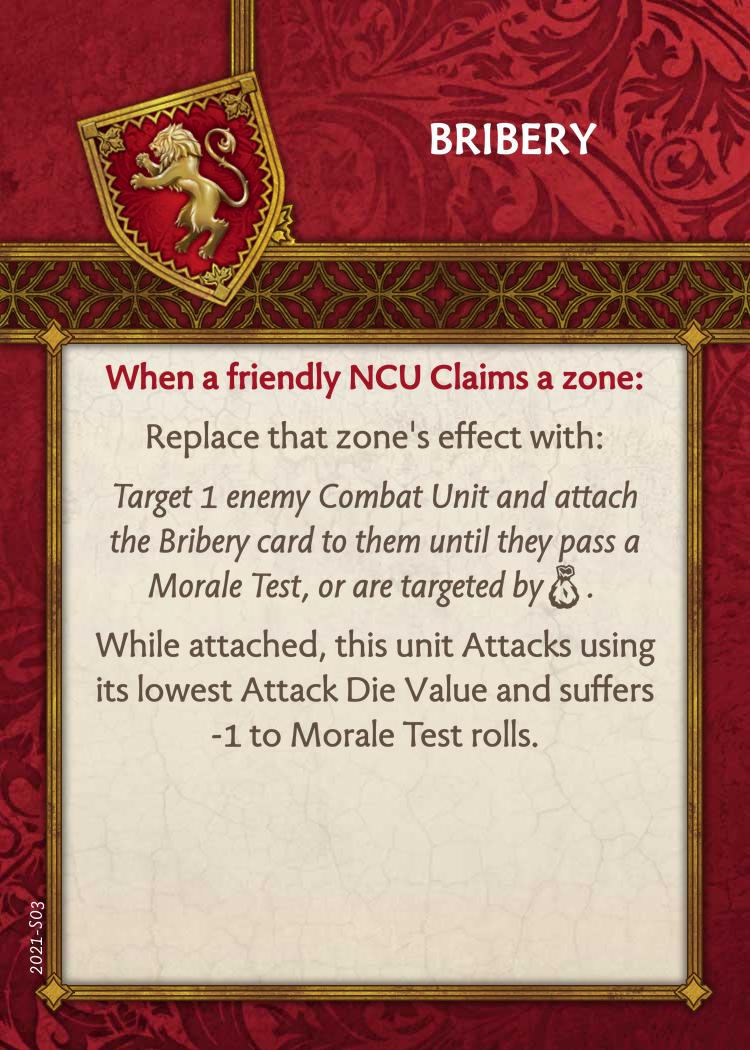 BRIBERY
When a friendly NCU Claims a zone:
Replace that zone's effect with:
Target 1 enemy Combat Unit and attach
the Bribery card to them until they pass a
Morale Test, or are targeted by .
While attached, this unit Attacks using
its lowest Attack Die Value and suffers
-1 to Morale Test rolls.
2021-S03